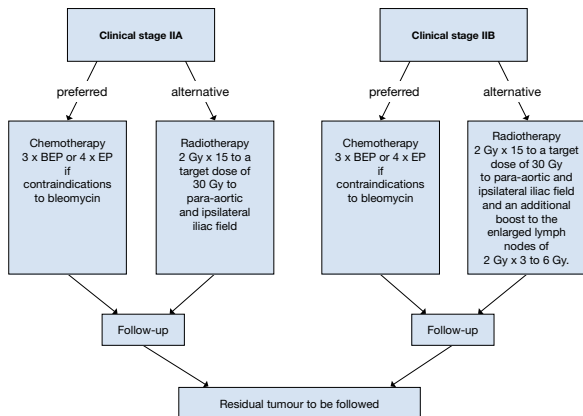 Clinical stage IIA
Clinical stage IIB
preferred
alternative
preferred
alternative
Chemotherapy
3 x BEP or 4 x EP
if
contraindications
to bleomycin
Radiotherapy
2 Gy x 15 to a target
dose of
30 Gy to
para-aortic
and ipsilateral
iliac field
Chemotherapy
3 x BEP or 4 x EP
if
contraindications
to bleomycin
Radiotherapy
2 Gy x 15 to a target
dose of 30 Gy
to para-aortic and
ipsilateral iliac field
and an additional
boost to the
enlarged lymph
nodes of
2 Gy x 3 to 6 Gy.
Follow-up
Follow-up
Residual tumour to be followed